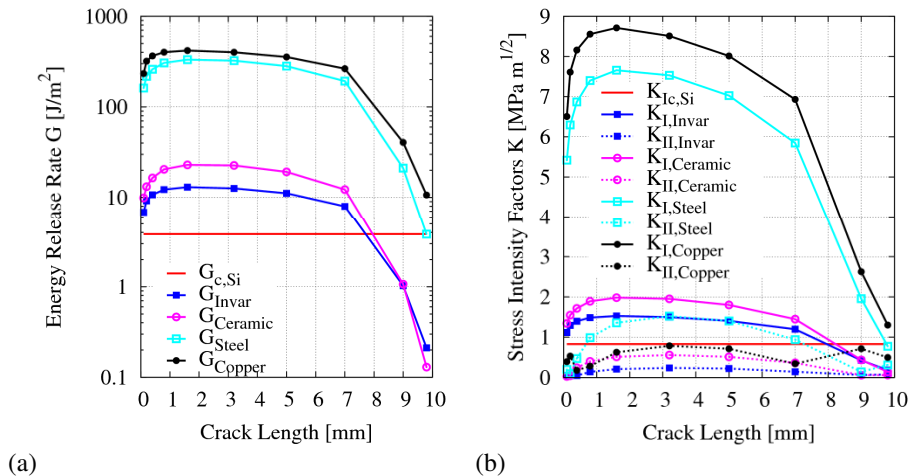 1000
100
10
1
0.1
Energy Release Rate G [J/m²]
G_c,Si
G_Invar
G_Ceramic
G_Steel
G_Copper
0 1 2 3 4 5 6 7 8 9 10
Crack Length [mm]
(a)
9
8
7
6
5
4
3
2
1
0
Stress Intensity Factors K [MPa m^1/2]
K_Ic,Si
K_I,Invar
K_II,Invar
K_I,Ceramic
K_II,Ceramic
K_I,Steel
K_II,Steel
K_I,Copper
K_II,Copper
0 1 2 3 4 5 6 7 8 9 10
Crack Length [mm]
(b)